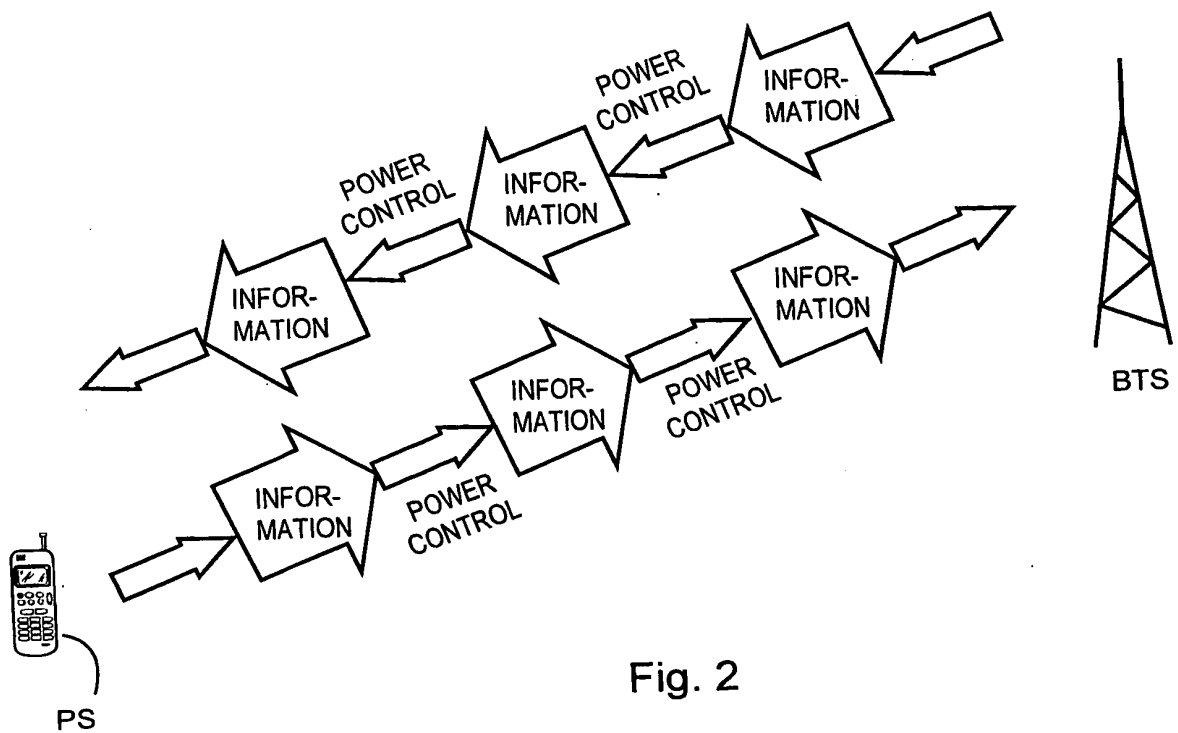 POWER
CONTROL
INFOR-
MATION
POWER
CONTROL
INFOR-
MATION
INFOR-
MATION
INFOR-
MATION
POWER
CONTROL
INFOR-
MATION
POWER
CONTROL
INFOR-
MATION
BTS
PS
Fig. 2